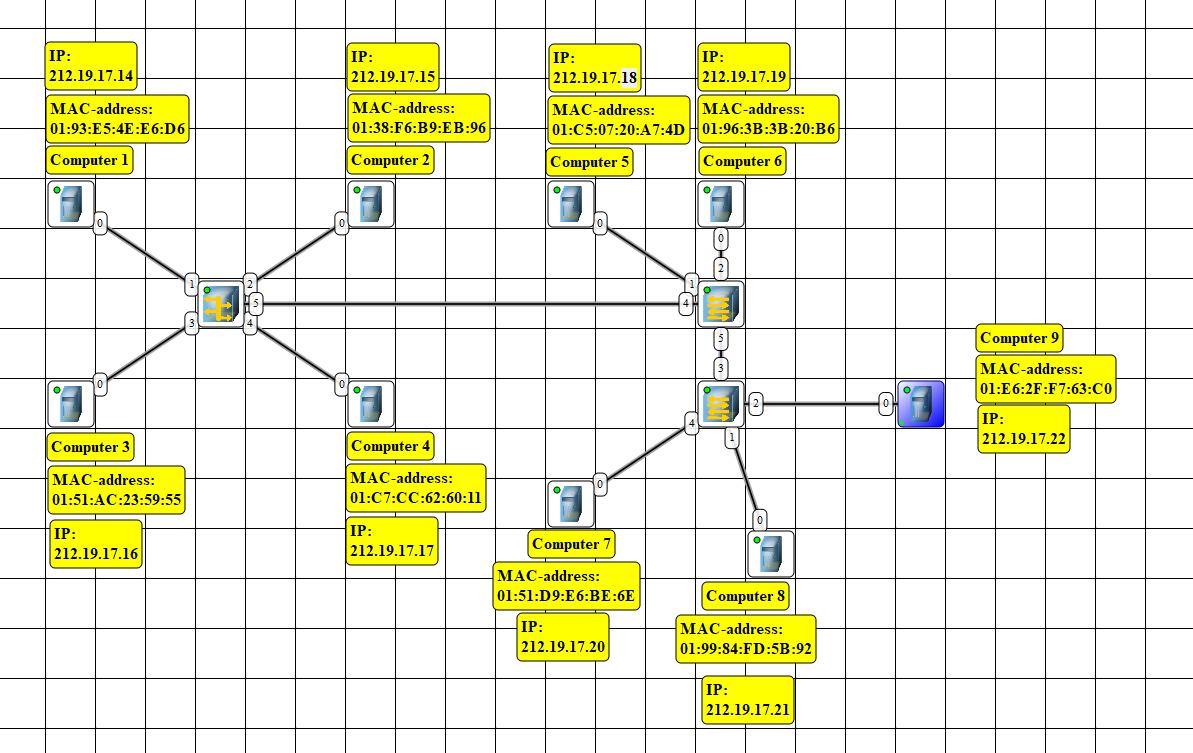 IP:
212.19.17.14
MAC-address:
01:93:E5:4E:E6:D6
Computer 1
IP:
212.19.17.15
MAC-address:
01:38:F6:B9:EB:96
Computer 2
IP:
212.19.17.18
MAC-address:
01:C5:07:20:A7:4D
Computer 5
IP:
212.19.17.19
MAC-address:
01:96:3B:3B:20:B6
Computer 6
0
0
0
0
1
2
3
4
5
1
2
4
5
3
2
0
4
1
0
0
0
0
Computer 3
MAC-address:
01:51:AC:23:59:55
IP:
212.19.17.16
Computer 4
MAC-address:
01:C7:CC:62:60:11
IP:
212.19.17.17
Computer 7
MAC-address:
01:51:D9:E6:BE:6E
IP:
212.19.17.20
Computer 8
MAC-address:
01:99:84:FD:5B:92
IP:
212.19.17.21
Computer 9
MAC-address:
01:E6:2F:F7:63:C0
IP:
212.19.17.22